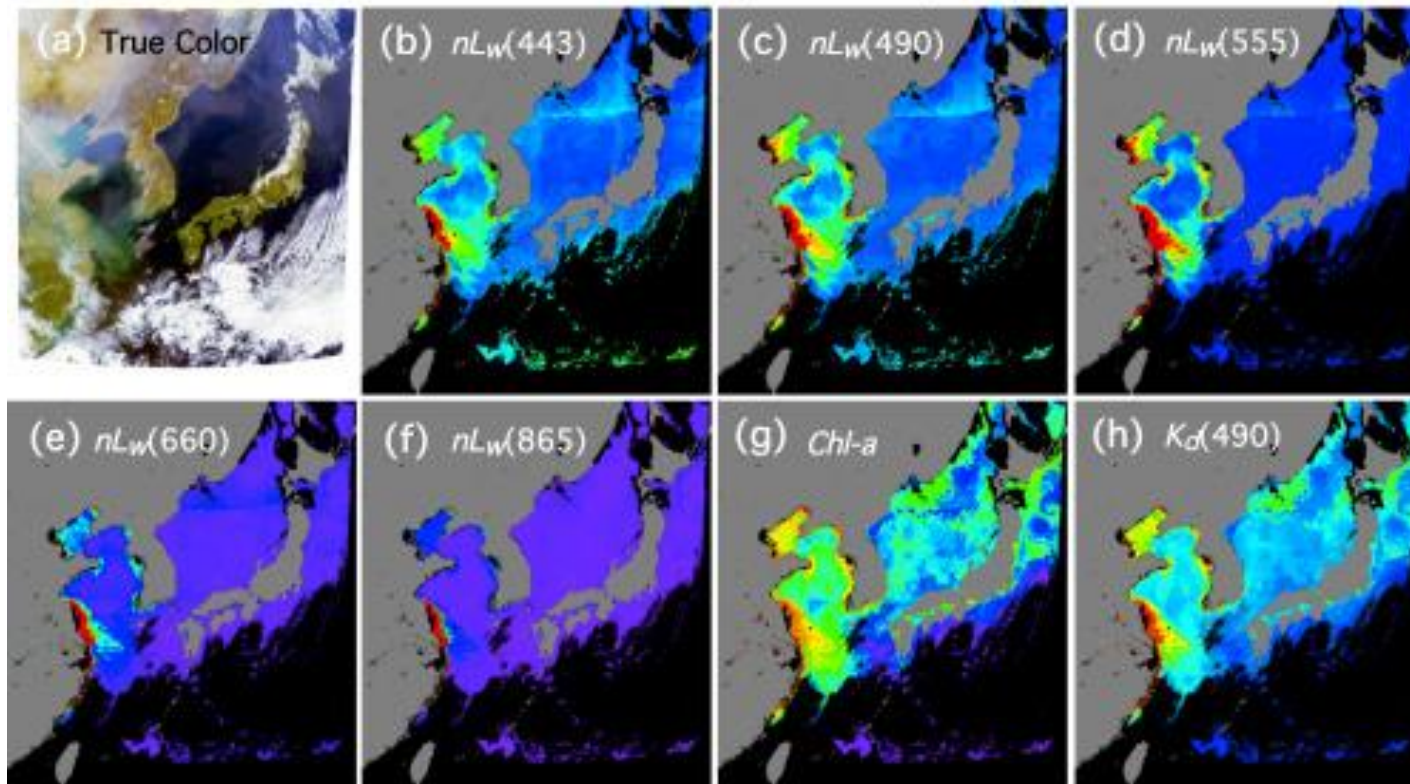 (a) True Color
(b) nLw(443)
(c) nLw(490)
(d) nLw(555)
(e) nLw(660)
(f) nLw(865)
(g) Chl-a
(h) Kd(490)